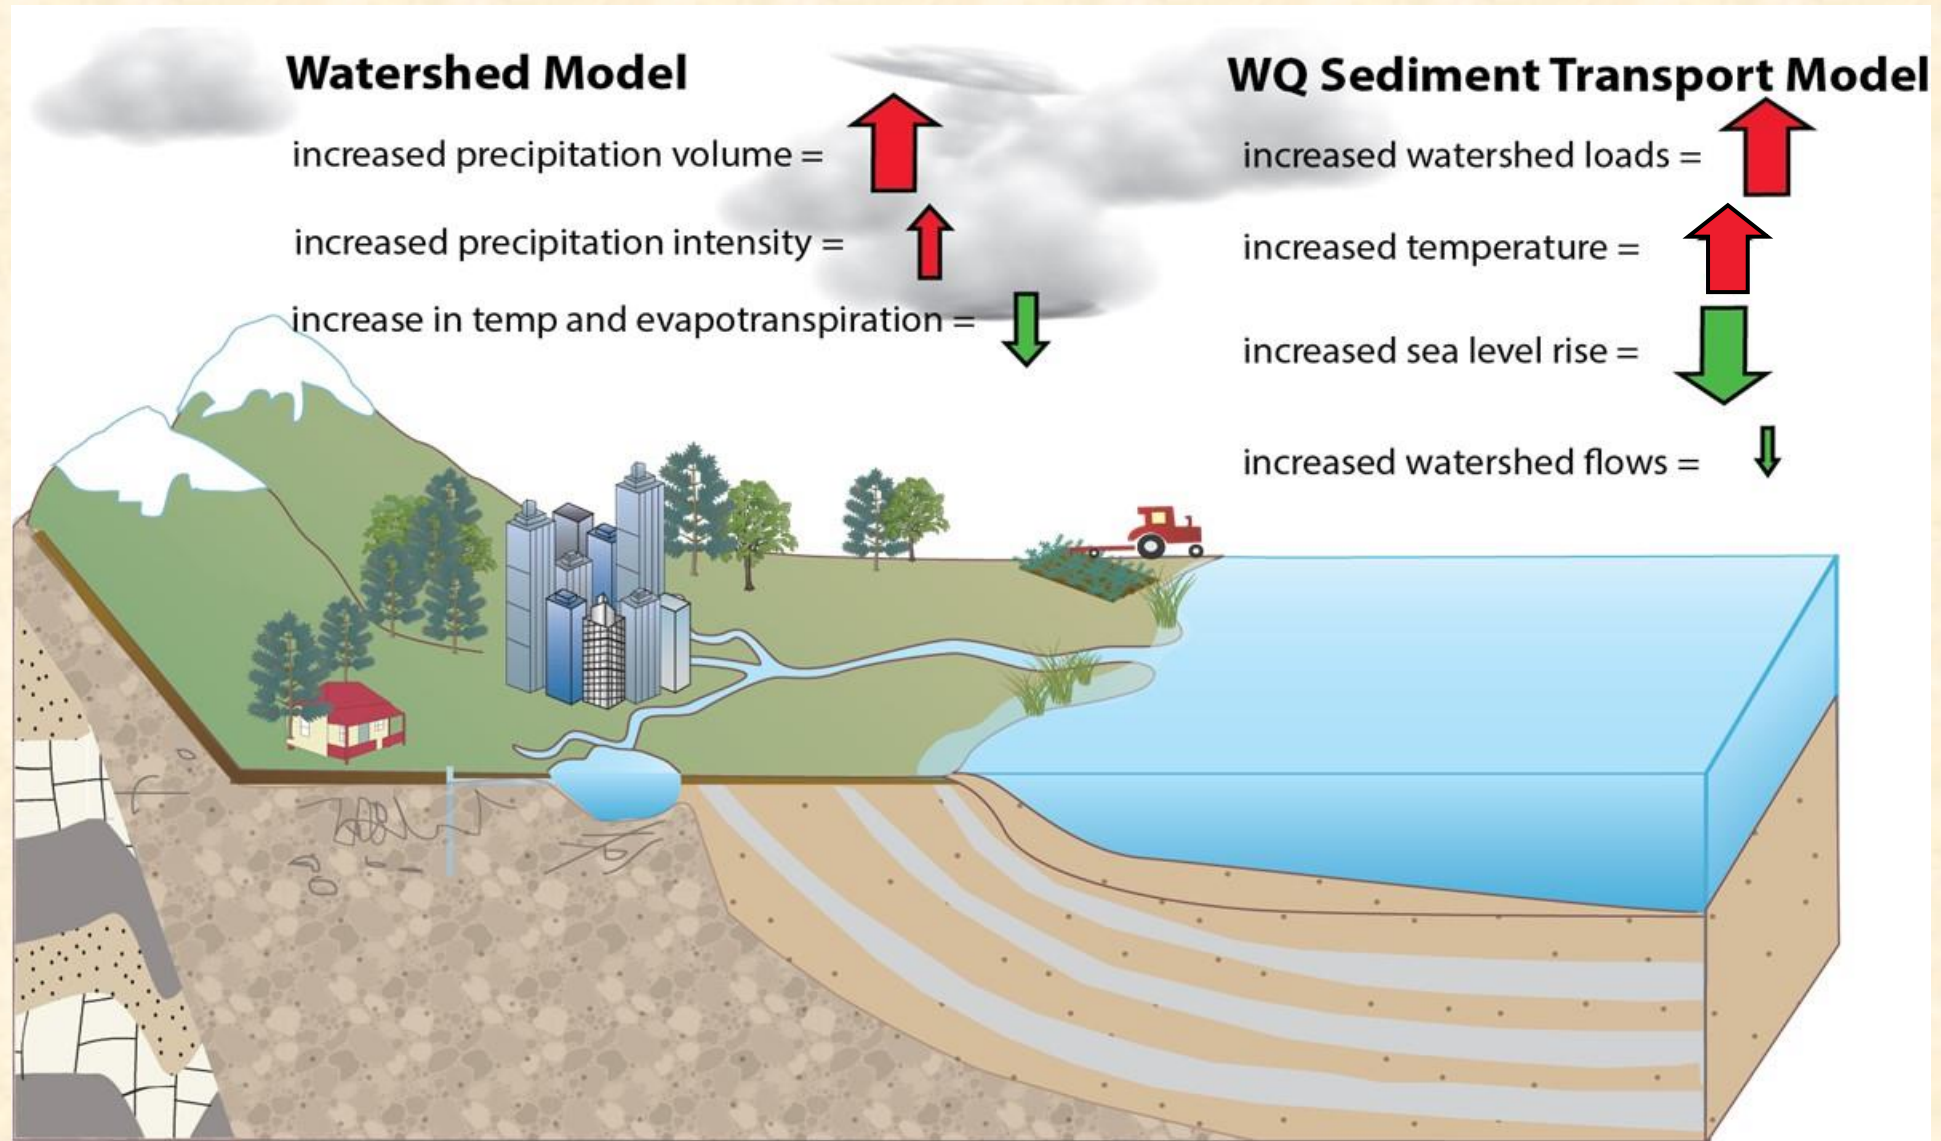 Watershed Model
increased precipitation volume =
increased precipitation intensity =
increase in temp and evapotranspiration =
WQ Sediment Transport Model
increased watershed loads =
increased temperature =
increased sea level rise =
increased watershed flows =